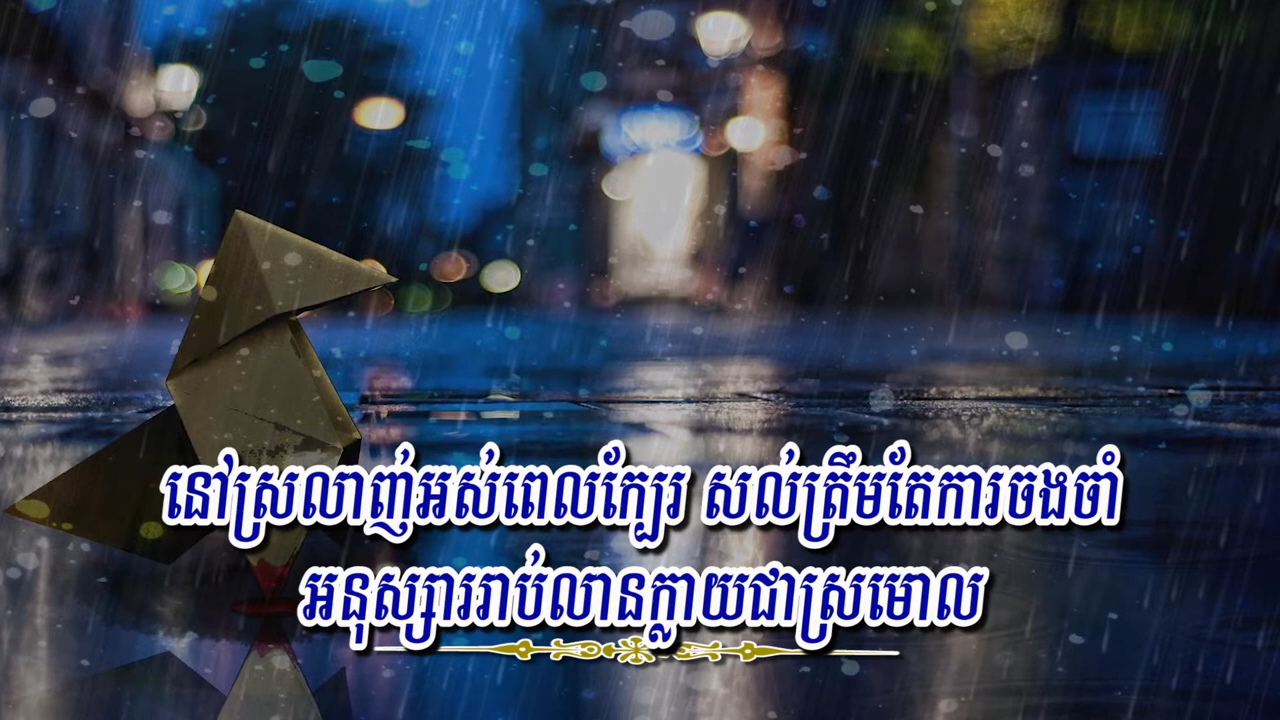 នៅស្រលាញ់អស់ពេលក្បែរ សល់ត្រឹមតែការចងចាំ
អនុស្សាររាប់លានក្លាយជាស្រមោល